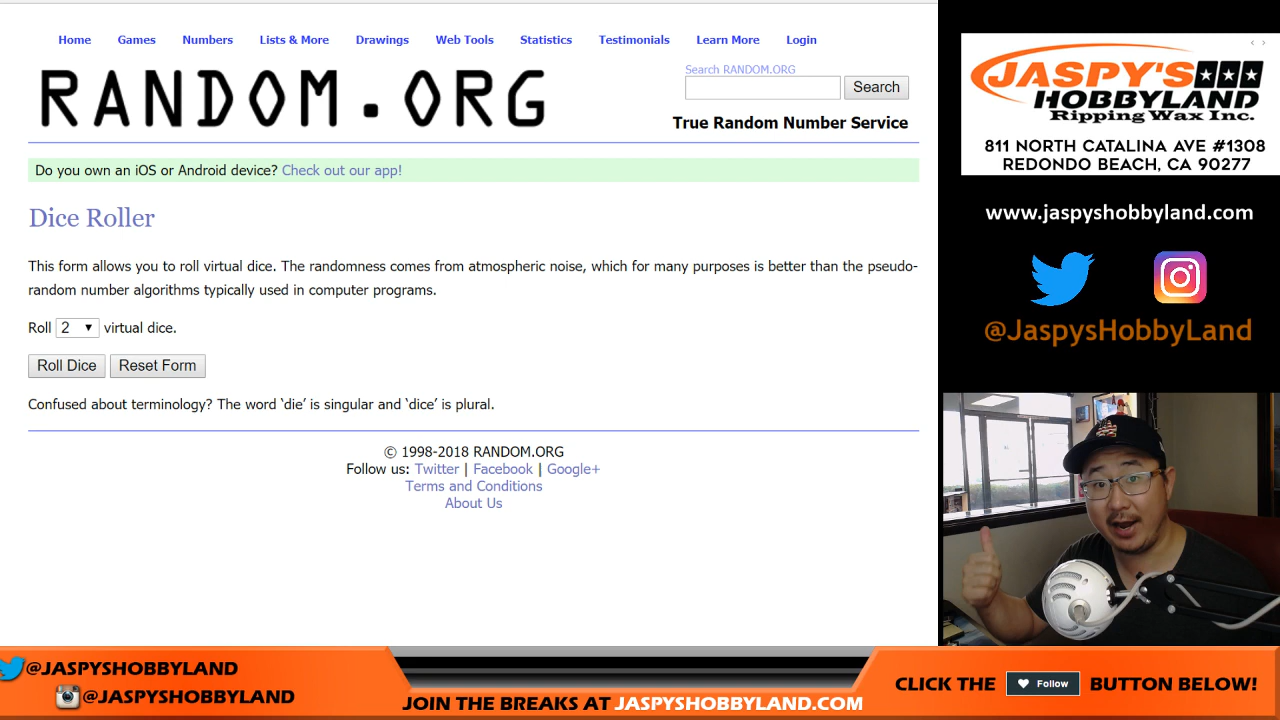 Home Games Numbers Lists & More Drawings Web Tools Statistics Testimonials Learn More Login
RANDOM.ORG
Search RANDOM.ORG
Search
True Random Number Service
Do you own an iOS or Android device? Check out our app!
Dice Roller
This form allows you to roll virtual dice. The randomness comes from atmospheric noise, which for many purposes is better than the pseudo-
random number algorithms typically used in computer programs.
Roll 2 virtual dice.
Roll Dice Reset Form
Confused about terminology? The word ‘die’ is singular and ‘dice’ is plural.
© 1998-2018 RANDOM.ORG
Follow us: Twitter | Facebook | Google+
Terms and Conditions
About Us
JASPY'S
HOBBYLAND
Ripping Wax Inc.
811 NORTH CATALINA AVE #1308
REDONDO BEACH, CA 90277
www.jaspyshobbyland.com
@JaspysHobbyLand
@JASPYSHOBBYLAND
@JASPYSHOBBYLAND
JOIN THE BREAKS AT JASPYSHOBBYLAND.COM
CLICK THE Follow BUTTON BELOW!